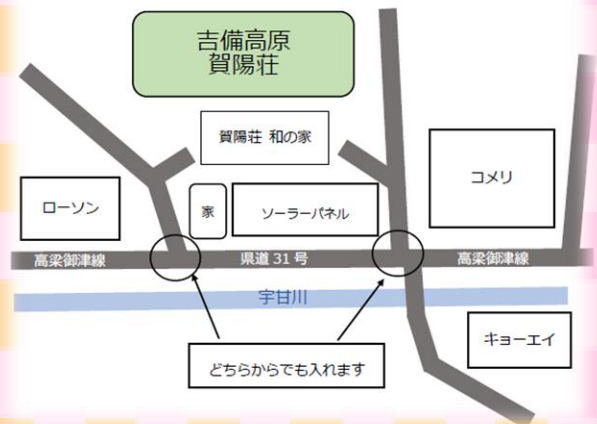 吉備高原
賀陽荘
賀陽荘 和の家
コメリ
ローソン
家
ソーラーパネル
高梁御津線
県道 31 号
高梁御津線
宇甘川
キョーエイ
どちらからでも入れます